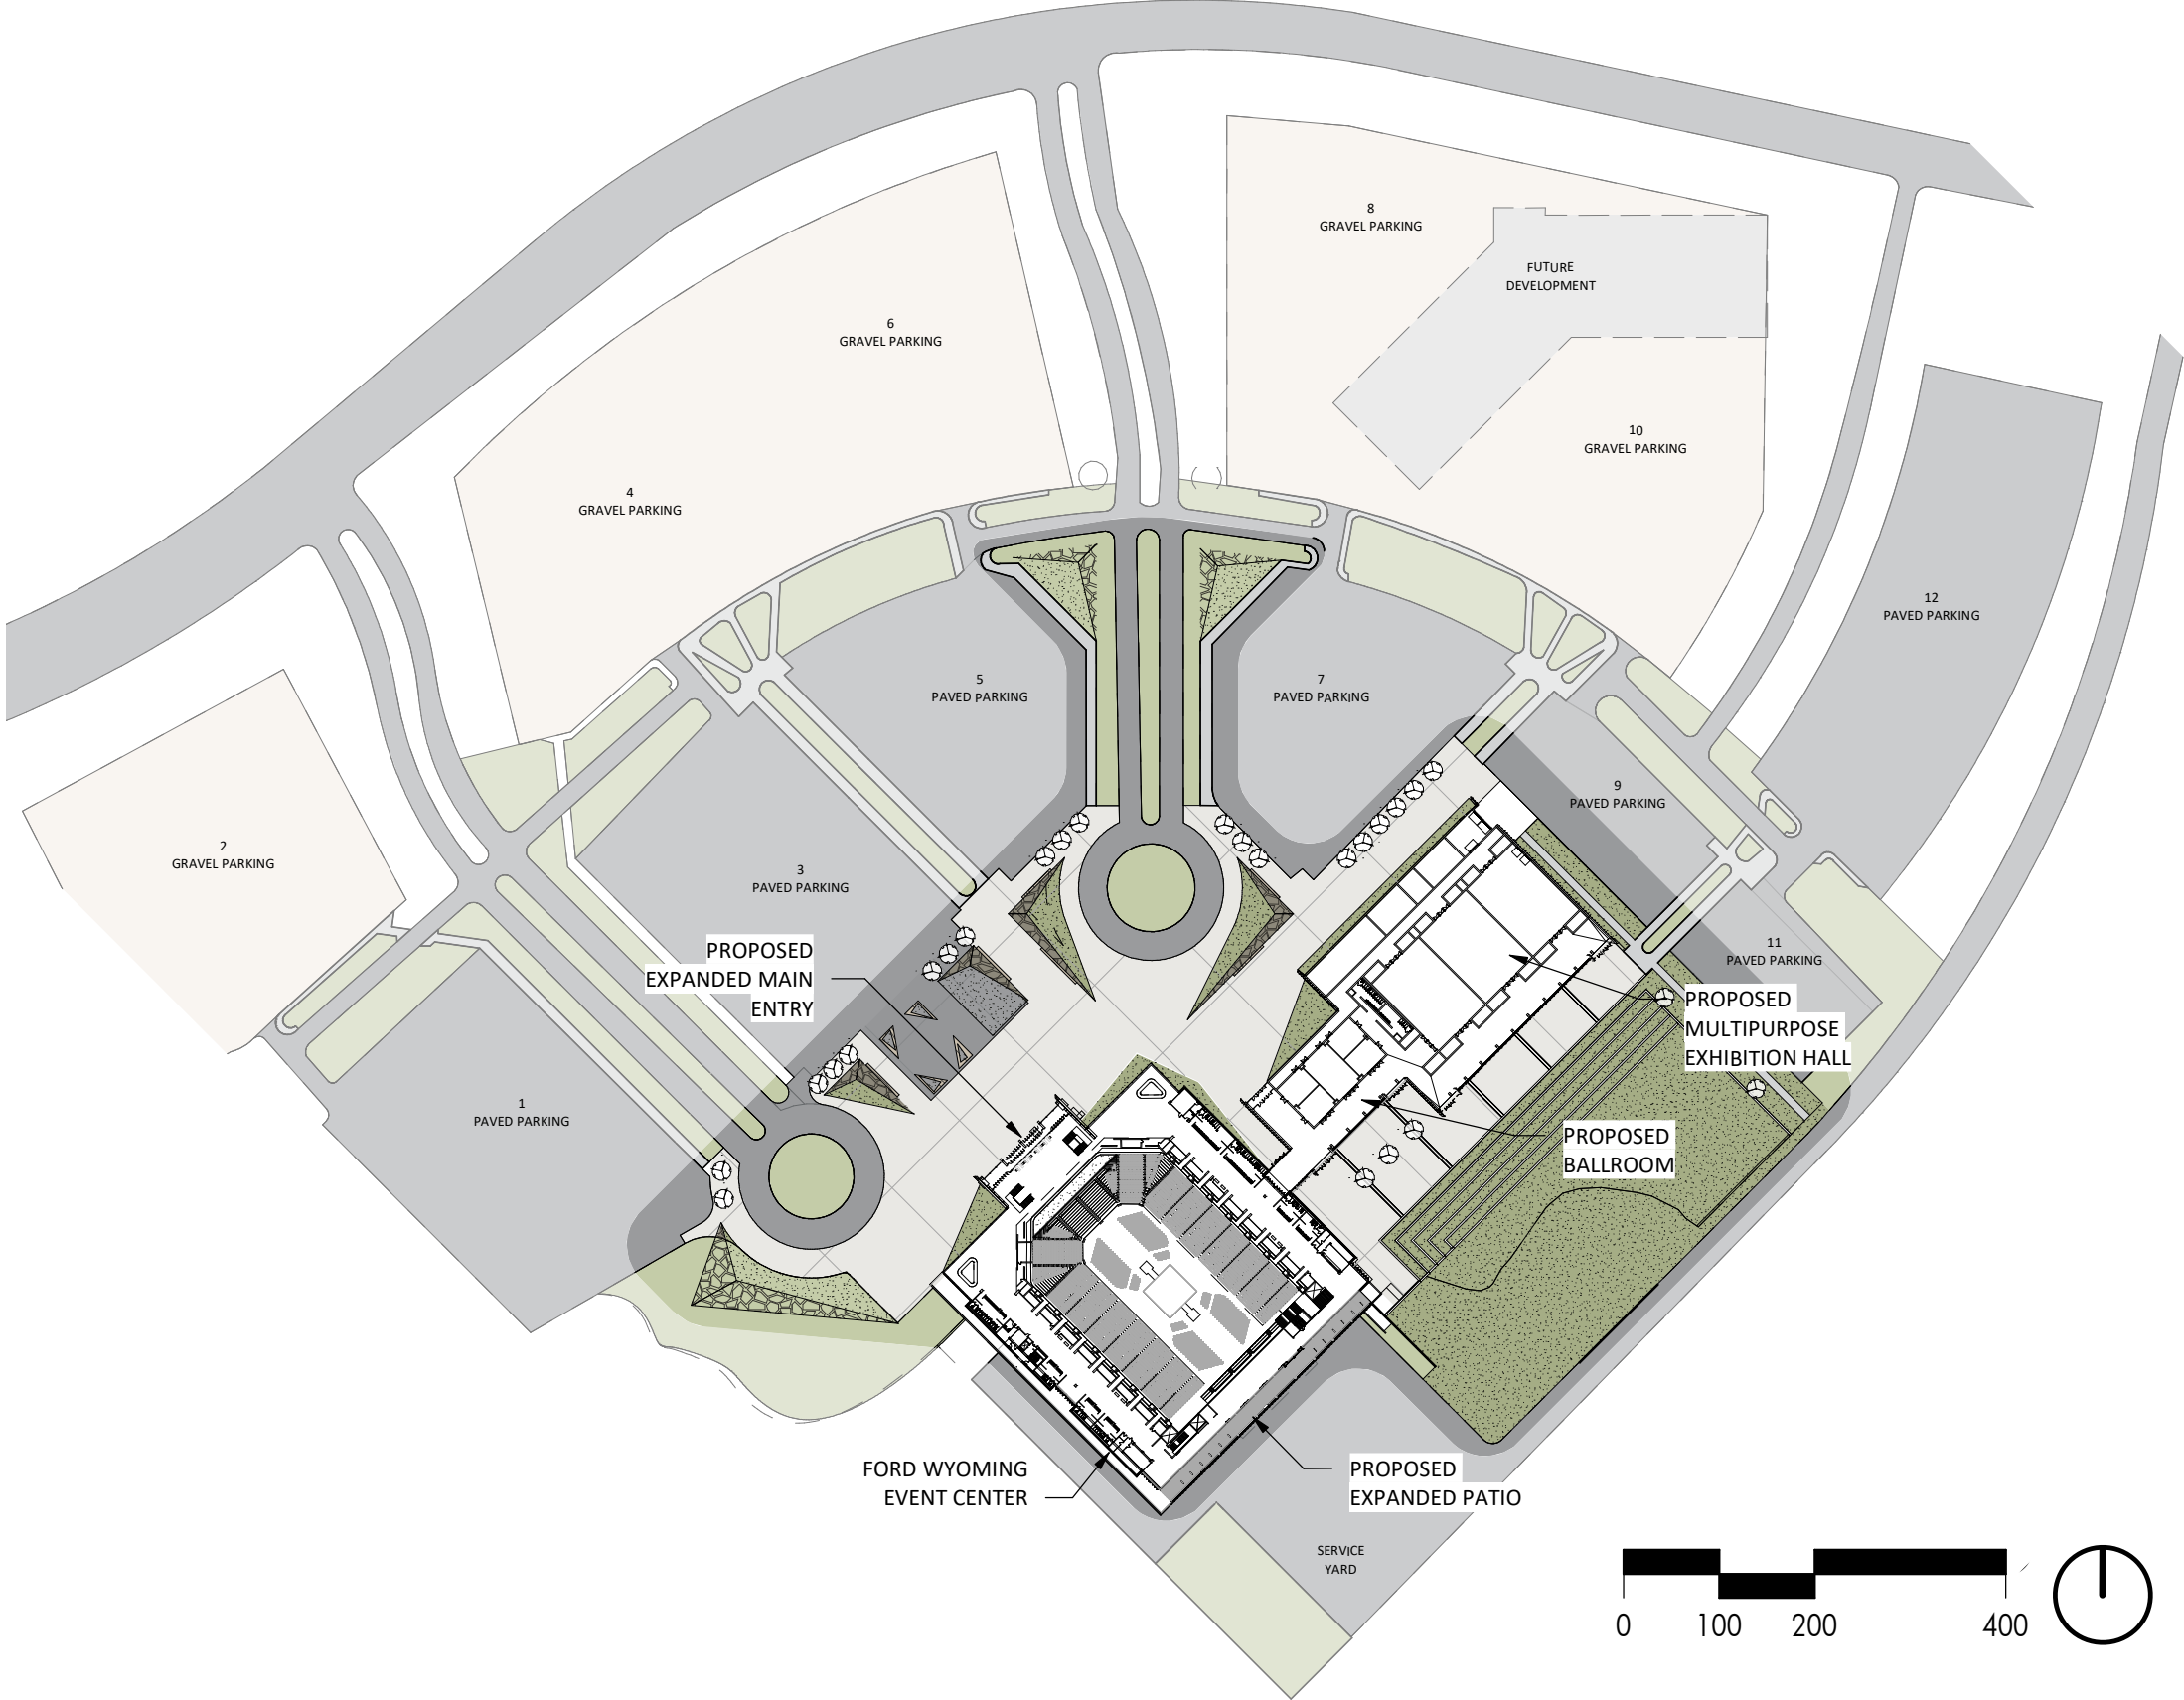 8
GRAVEL PARKING
FUTURE
DEVELOPMENT
6
GRAVEL PARKING
10
GRAVEL PARKING
4
GRAVEL PARKING
12
PAVED PARKING
5
PAVED PARKING
7
PAVED PARKING
9
PAVED PARKING
2
GRAVEL PARKING
3
PAVED PARKING
PROPOSED
EXPANDED MAIN
ENTRY
11
PAVED PARKING
PROPOSED
MULTIPURPOSE
EXHIBITION HALL
1
PAVED PARKING
PROPOSED
BALLROOM
FORD WYOMING
EVENT CENTER
PROPOSED
EXPANDED PATIO
SERVICE
YARD
0 100 200 400